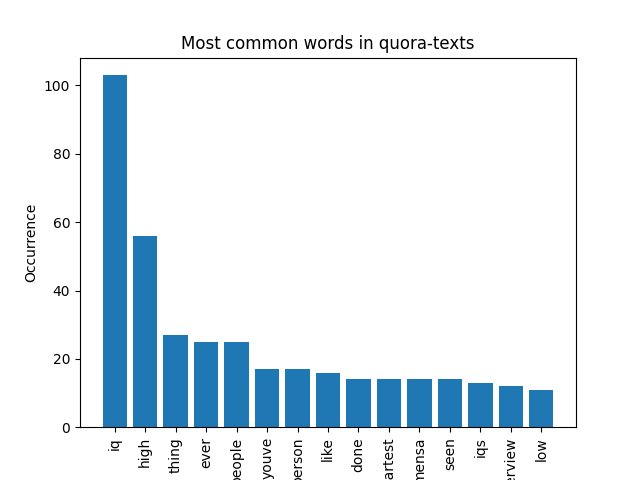 Most common words in quora-texts
Occurrence
100
80
60
40
20
0
iq
high
thing
ever
people
youve
person
like
done
artest
mensa
seen
iqs
erview
low